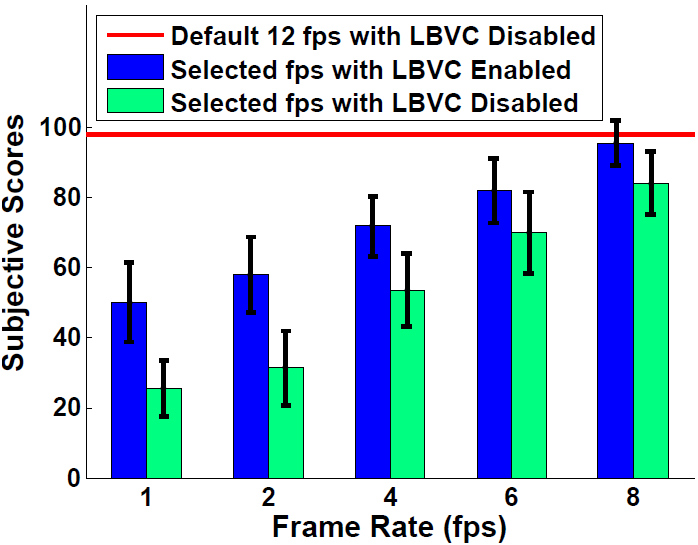 Default 12 fps with LBVC Disabled
Selected fps with LBVC Enabled
Selected fps with LBVC Disabled
Subjective Scores
100
80
60
40
20
0
1 2 4 6 8
Frame Rate (fps)